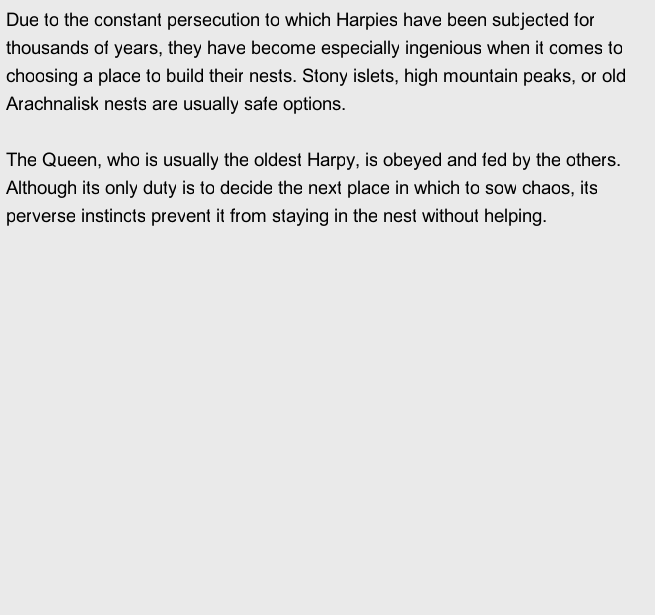 Due to the constant persecution to which Harpies have been subjected for
thousands of years, they have become especially ingenious when it comes to
choosing a place to build their nests. Stony islets, high mountain peaks, or old
Arachnalisk nests are usually safe options.
The Queen, who is usually the oldest Harpy, is obeyed and fed by the others.
Although its only duty is to decide the next place in which to sow chaos, its
perverse instincts prevent it from staying in the nest without helping.